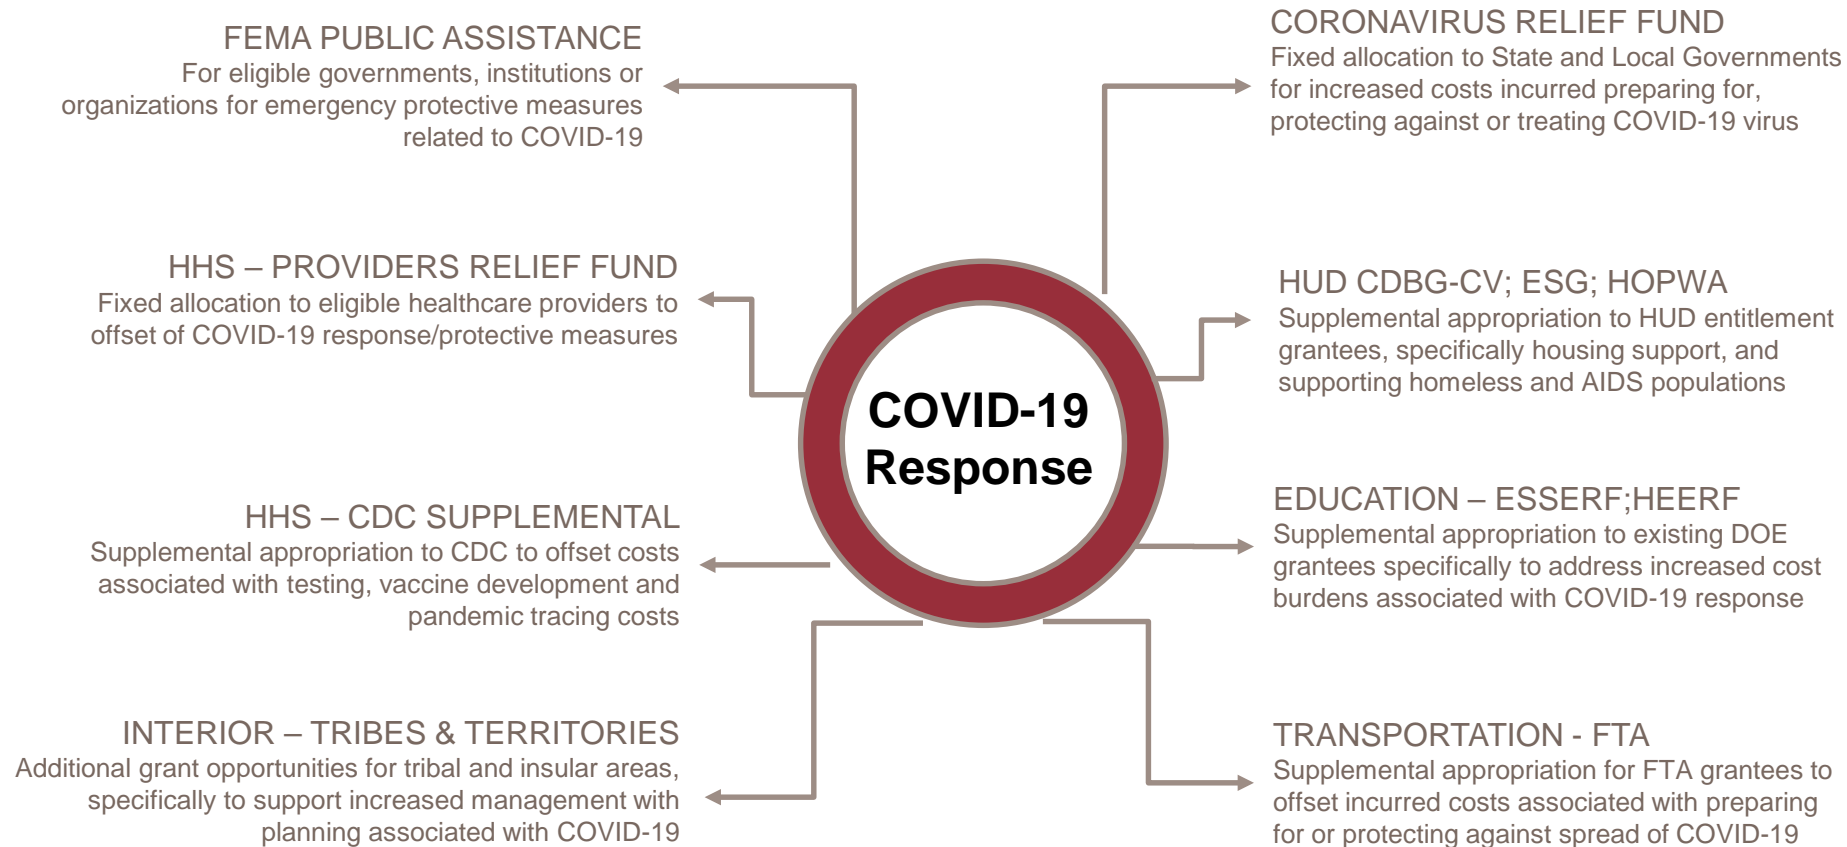 FEMA PUBLIC ASSISTANCE
For eligible governments, institutions or
organizations for emergency protective measures
related to COVID-19
HHS – PROVIDERS RELIEF FUND
Fixed allocation to eligible healthcare providers to
offset of COVID-19 response/protective measures
HHS – CDC SUPPLEMENTAL
Supplemental appropriation to CDC to offset costs
associated with testing, vaccine development and
pandemic tracing costs
INTERIOR – TRIBES & TERRITORIES
Additional grant opportunities for tribal and insular areas,
specifically to support increased management with
planning associated with COVID-19
COVID-19
Response
CORONAVIRUS RELIEF FUND
Fixed allocation to State and Local Governments
for increased costs incurred preparing for,
protecting against or treating COVID-19 virus
HUD CDBG-CV; ESG; HOPWA
Supplemental appropriation to HUD entitlement
grantees, specifically housing support, and
supporting homeless and AIDS populations
EDUCATION – ESSERF;HEERF
Supplemental appropriation to existing DOE
grantees specifically to address increased cost
burdens associated with COVID-19 response
TRANSPORTATION - FTA
Supplemental appropriation for FTA grantees to
offset incurred costs associated with preparing
for or protecting against spread of COVID-19